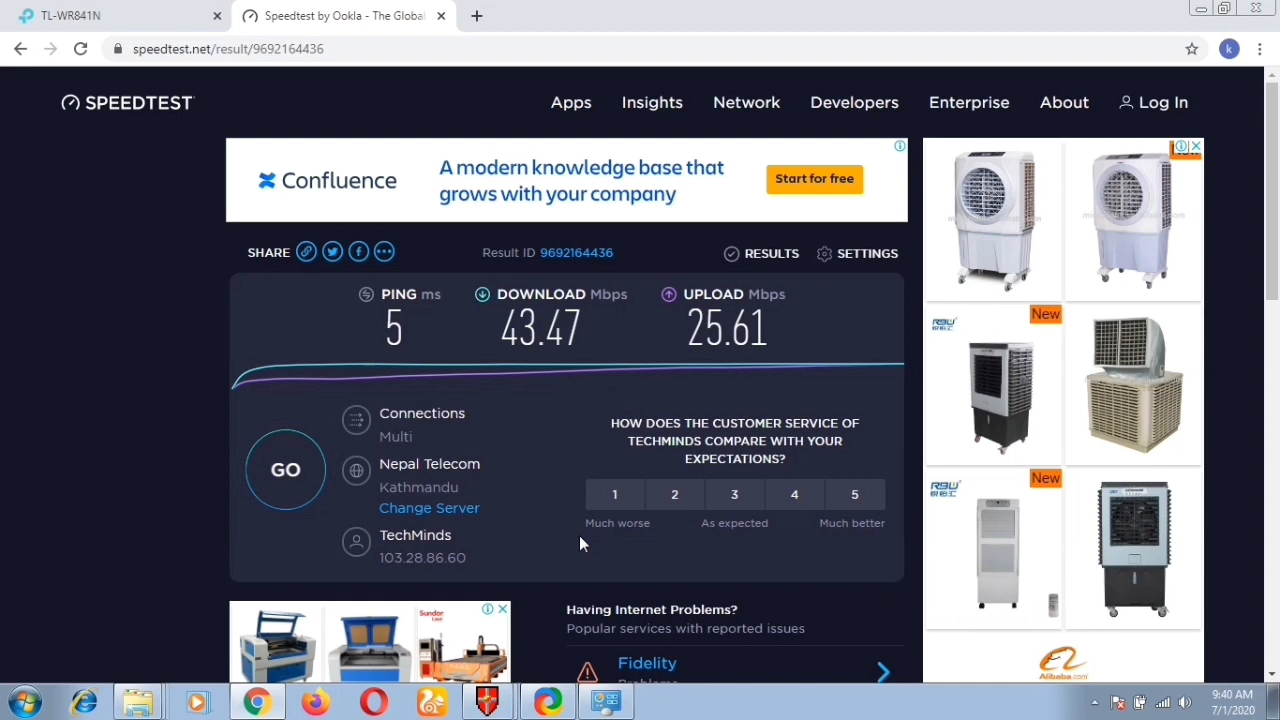 TL-WR841N
Speedtest by Ookla - The Global
speedtest.net/result/9692164436
k
SPEEDTEST
Apps Insights Network Developers Enterprise About Log In
Confluence
A modern knowledge base that
grows with your company
Start for free
SHARE
Result ID 9692164436
RESULTS
SETTINGS
PING ms
DOWNLOAD Mbps
UPLOAD Mbps
5
43.47
25.61
GO
Connections
Multi
Nepal Telecom
Kathmandu
Change Server
TechMinds
103.28.86.60
HOW DOES THE CUSTOMER SERVICE OF
TECHMINDS COMPARE WITH YOUR
EXPECTATIONS?
1 2 3 4 5
Much worse As expected Much better
Having Internet Problems?
Popular services with reported issues
Fidelity
Sundor
Laser
New
New
Alibaba.com
9:40 AM
7/1/2020